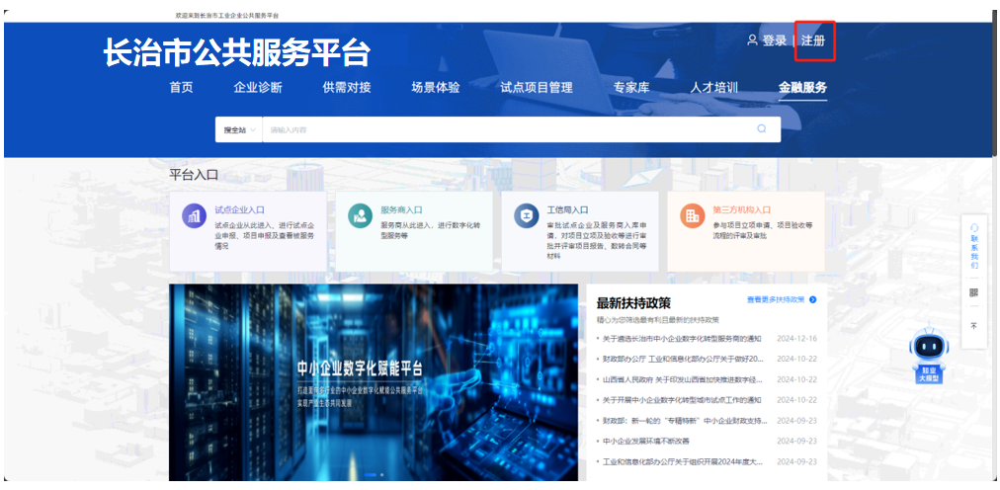 欢迎来到长治市工业企业公共服务平台
长治市公共服务平台
登录 | 注册
首页 企业诊断 供需对接 场景体验 试点项目管理 专家库 人才培训 金融服务
搜全站 请输入内容
平台入口
试点企业入口
试点企业从此进入、进行试点企
业申报、项目申报及查看被服务
情况
服务商入口
服务商从此进入、进行数字化转
型服务等
工信局入口
审批试点企业及服务商入库申
请、对项目立项及验收等进行审
批并评审项目报告、数转合同等
材料
第三方机构入口
参与项目立项申请、项目验收等
流程的评审及审批
联系我们
中小企业数字化赋能平台
实现产业生态共同发展
最新扶持政策
查看更多扶持政策
精心为您筛选最有利且最新的扶持政策
• 关于遴选长治市中小企业数字化转型服务商的通知 2024-12-16
• 财政部办公厅 工业和信息化部办公厅关于做好20... 2024-10-22
• 山西省人民政府 关于印发山西省加快推进数字经... 2024-10-22
• 关于开展中小企业数字化转型城市试点工作的通知 2024-10-22
• 财政部：新一轮的“专精特新”中小企业财政支持... 2024-09-23
• 中小企业发展环境不断改善 2024-09-23
• 工业和信息化部办公厅关于组织开展2024年度大... 2024-09-23
大模型